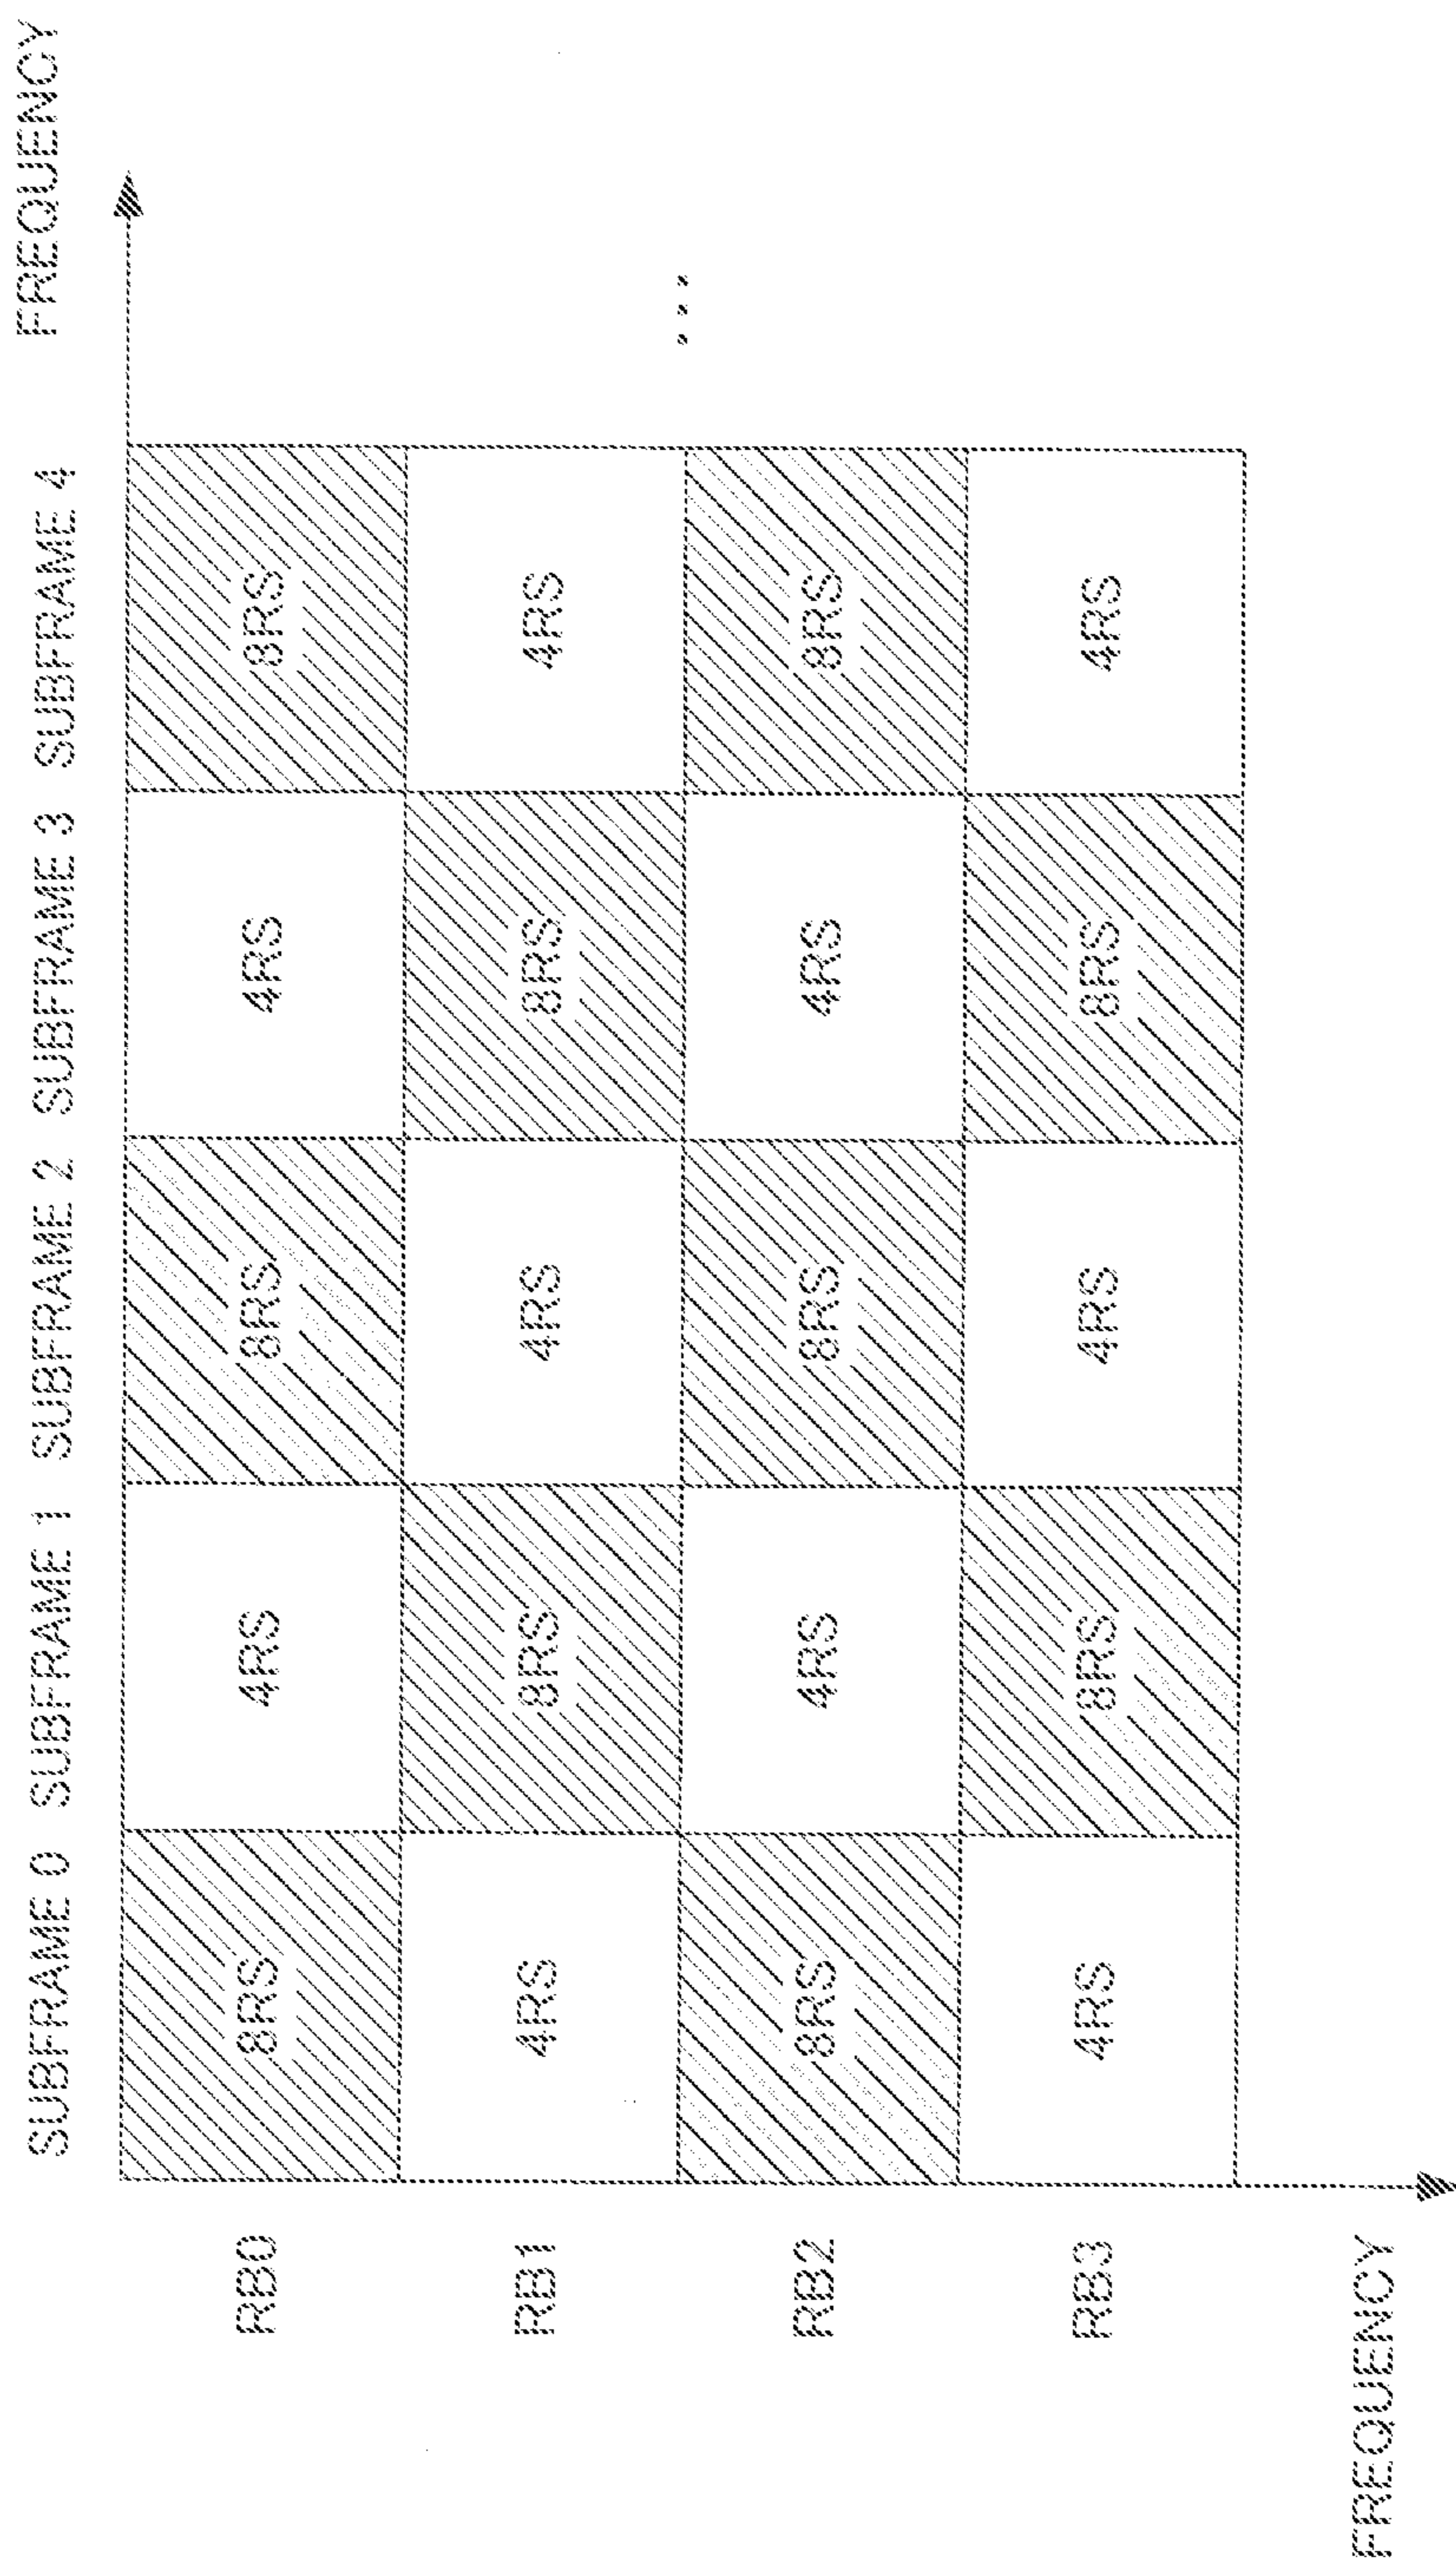 SUBFRAME 0 SUBFRAME 1 SUBFRAME 2 SUBFRAME 3 SUBFRAME 4 FREQUENCY
RB0 8RS 4RS 8RS 4RS 8RS
RB1 4RS 8RS 4RS 8RS 4RS
...
RB2 8RS 4RS 8RS 4RS 8RS
RB3 4RS 8RS 4RS 8RS 4RS
FREQUENCY